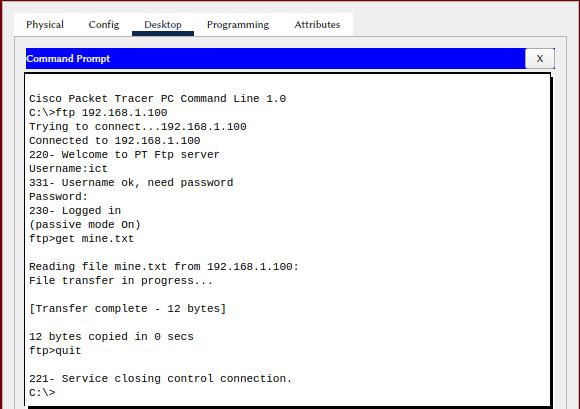 Physical Config Desktop Programming Attributes
Command Prompt X
Cisco Packet Tracer PC Command Line 1.0
C:\>ftp 192.168.1.100
Trying to connect...192.168.1.100
Connected to 192.168.1.100
220- Welcome to PT Ftp server
Username:ict
331- Username ok, need password
Password:
230- Logged in
(passive mode On)
ftp>get mine.txt
Reading file mine.txt from 192.168.1.100:
File transfer in progress...
[Transfer complete - 12 bytes]
12 bytes copied in 0 secs
ftp>quit
221- Service closing control connection.
C:\>